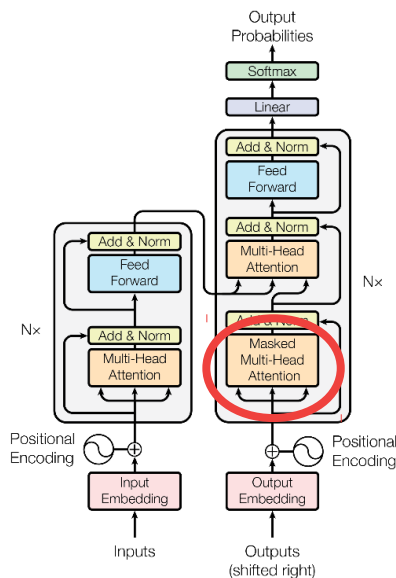 Output
Probabilities
Softmax
Linear
Add & Norm
Feed
Forward
Add & Norm
Multi-Head
Attention
Add & Norm
Masked
Multi-Head
Attention
Nx
Add & Norm
Feed
Forward
Add & Norm
Multi-Head
Attention
N×
Positional
Encoding
Positional
Encoding
Input
Embedding
Output
Embedding
Inputs
Outputs
(shifted right)